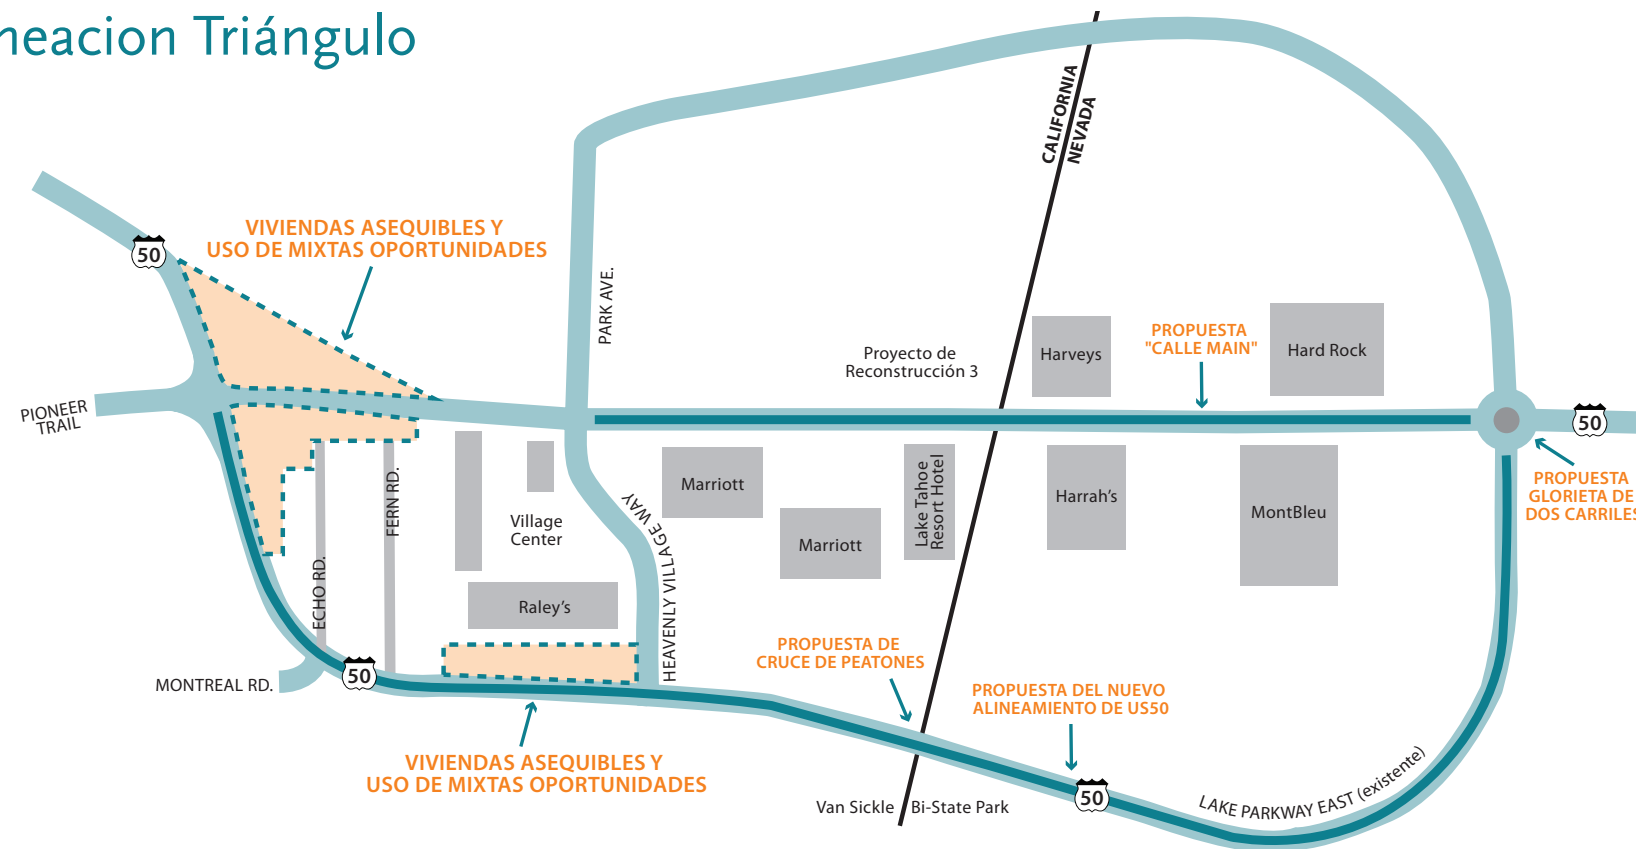 neacion Triángulo
CALIFORNIA
NEVADA
50
VIVIENDAS ASEQUIBLES Y
USO DE MIXTAS OPORTUNIDADES
PARK AVE.
Proyecto de
Reconstrucción 3
Harveys
PROPUESTA
"CALLE MAIN"
Hard Rock
PIONEER
TRAIL
50
PROPUESTA
GLORIETA DE
DOS CARRILES
FERN RD.
ECHO RD.
Village
Center
HEAVENLY VILLAGE WAY
Marriott
Marriott
Lake Tahoe
Resort Hotel
Harrah's
MontBleu
Raley's
MONTREAL RD.
50
PROPUESTA DE
CRUCE DE PEATONES
PROPUESTA DEL NUEVO
ALINEAMIENTO DE US50
VIVIENDAS ASEQUIBLES Y
USO DE MIXTAS OPORTUNIDADES
50
Van Sickle
Bi-State Park
LAKE PARKWAY EAST (existente)